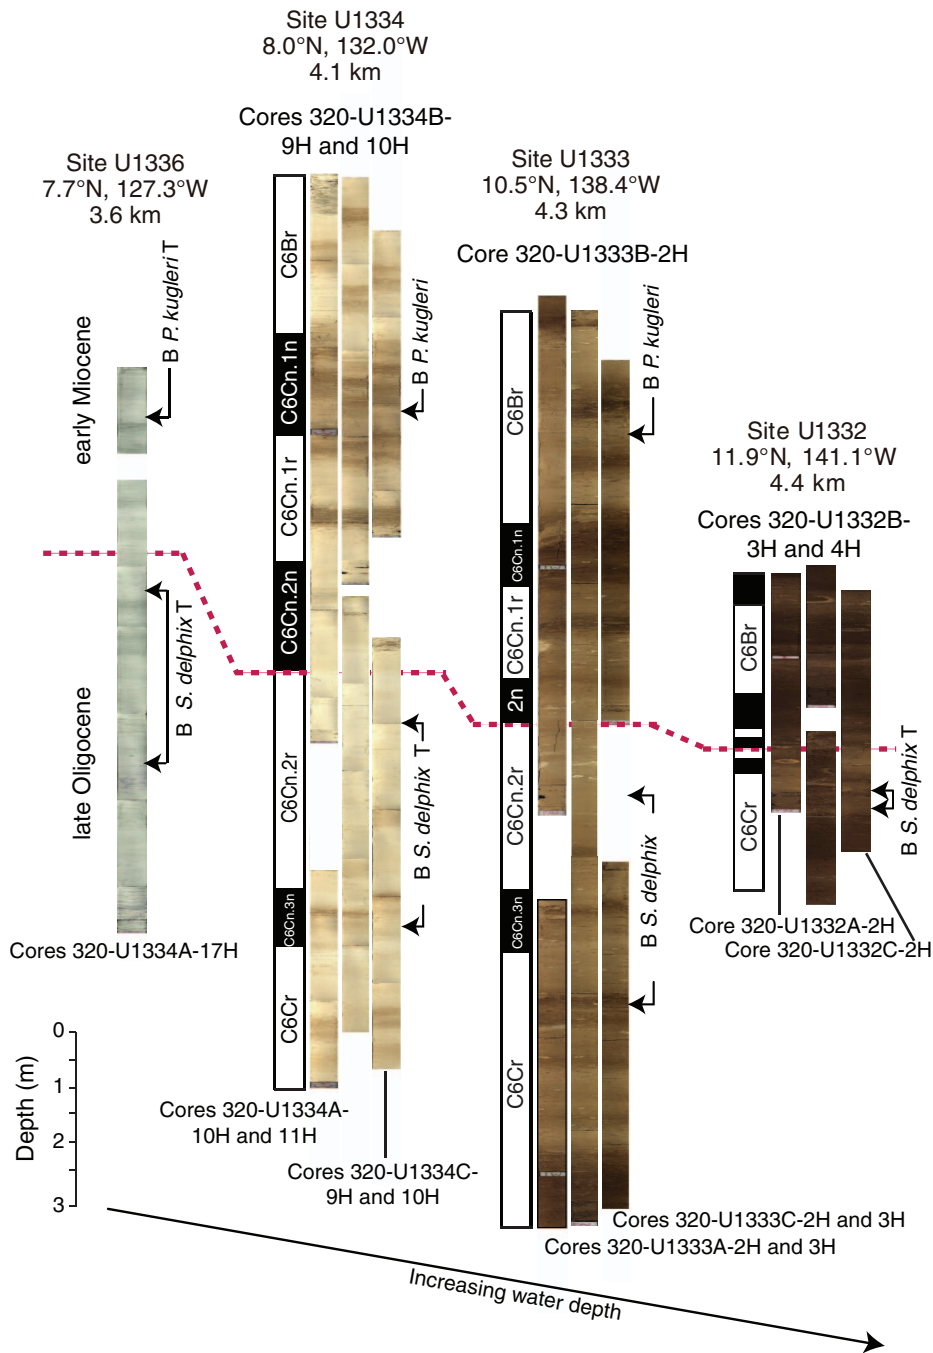 Site U1334
8.0°N, 132.0°W
4.1 km
Cores 320-U1334B-
9H and 10H
Site U1336
7.7°N, 127.3°W
3.6 km
Site U1333
10.5°N, 138.4°W
4.3 km
Core 320-U1333B-2H
Site U1332
11.9°N, 141.1°W
4.4 km
Cores 320-U1332B-
3H and 4H
early Miocene
late Oligocene
B P. kugleri T
B S. delphix T
Cores 320-U1334A-17H
C6Br
C6Cn.1n
C6Cn.1r
C6Cn.2n
C6Cn.2r
C6Cn.3n
C6Cr
B P. kugleri
B S. delphix T
Cores 320-U1334A-
10H and 11H
Cores 320-U1334C-
9H and 10H
C6Br
C6Cn.1n
C6Cn.1r
2n
C6Cn.2r
C6Cn.3n
C6Cr
B P. kugleri
B S. delphix
Cores 320-U1333C-2H and 3H
Cores 320-U1333A-2H and 3H
C6Br
C6Cr
B S. delphix T
Core 320-U1332A-2H
Core 320-U1332C-2H
Depth (m)
0
1
2
3
Increasing water depth